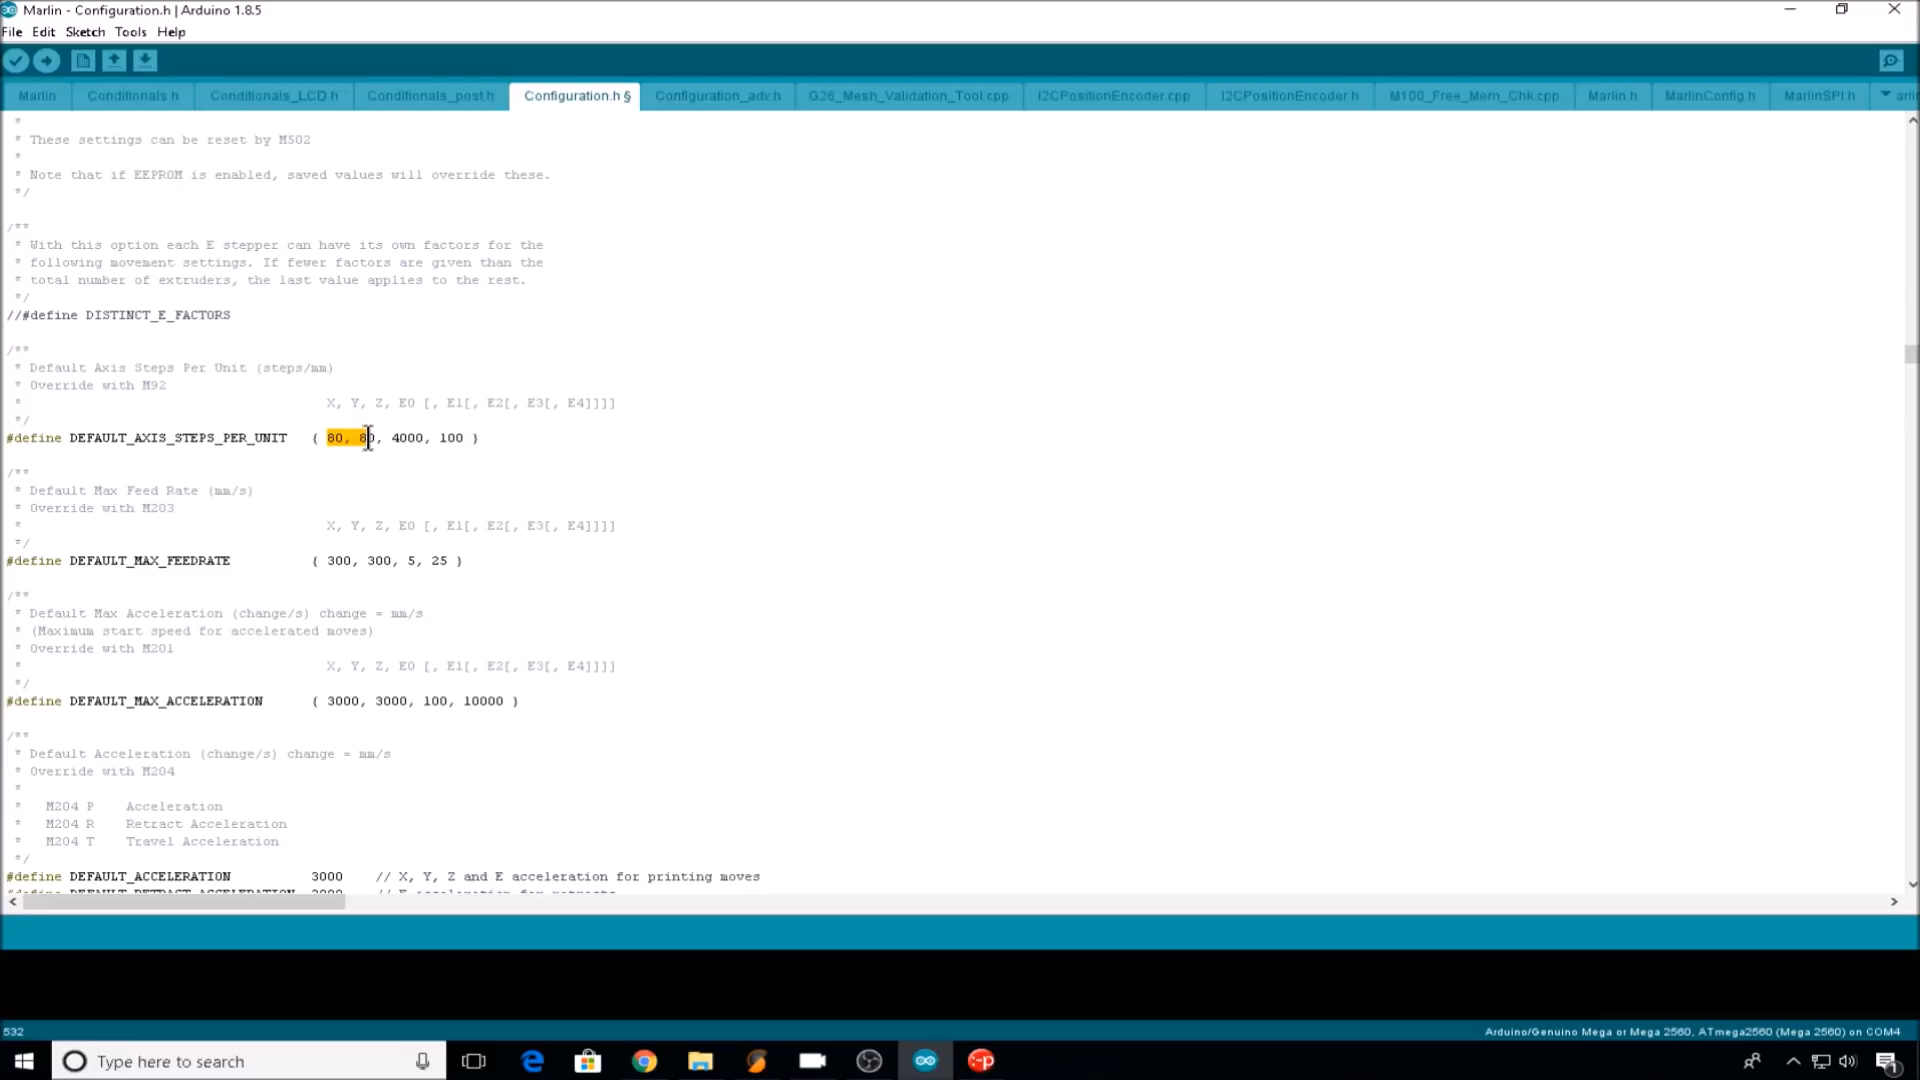 Marlin - Configuration.h | Arduino 1.8.5
File Edit Sketch Tools Help
Marlin Conditionals.h Conditionals_LCD.h Conditionals_post.h Configuration.h § Configuration_adv.h G26_Mesh_Validation_Tool.cpp I2CPositionEncoder.cpp I2CPositionEncoder.h M100_Free_Mem_Chk.cpp Marlin.h MarlinConfig.h MarlinSPI.h
*
* These settings can be reset by M502
*
* Note that if EEPROM is enabled, saved values will override these.
*/
/**
* With this option each E stepper can have its own factors for the
* following movement settings. If fewer factors are given than the
* total number of extruders, the last value applies to the rest.
*/
//#define DISTINCT_E_FACTORS
/**
* Default Axis Steps Per Unit (steps/mm)
* Override with M92
* X, Y, Z, E0 [, E1[, E2[, E3[, E4]]]]
*/
#define DEFAULT_AXIS_STEPS_PER_UNIT { 80, 80, 4000, 100 }
/**
* Default Max Feed Rate (mm/s)
* Override with M203
* X, Y, Z, E0 [, E1[, E2[, E3[, E4]]]]
*/
#define DEFAULT_MAX_FEEDRATE { 300, 300, 5, 25 }
/**
* Default Max Acceleration (change/s) change = mm/s
* (Maximum start speed for accelerated moves)
* Override with M201
* X, Y, Z, E0 [, E1[, E2[, E3[, E4]]]]
*/
#define DEFAULT_MAX_ACCELERATION { 3000, 3000, 100, 10000 }
/**
* Default Acceleration (change/s) change = mm/s
* Override with M204
*
* M204 P Acceleration
* M204 R Retract Acceleration
* M204 T Travel Acceleration
*/
#define DEFAULT_ACCELERATION 3000 // X, Y, Z and E acceleration for printing moves
532
Arduino/Genuino Mega or Mega 2560, ATmega2560 (Mega 2560) on COM4
Type here to search